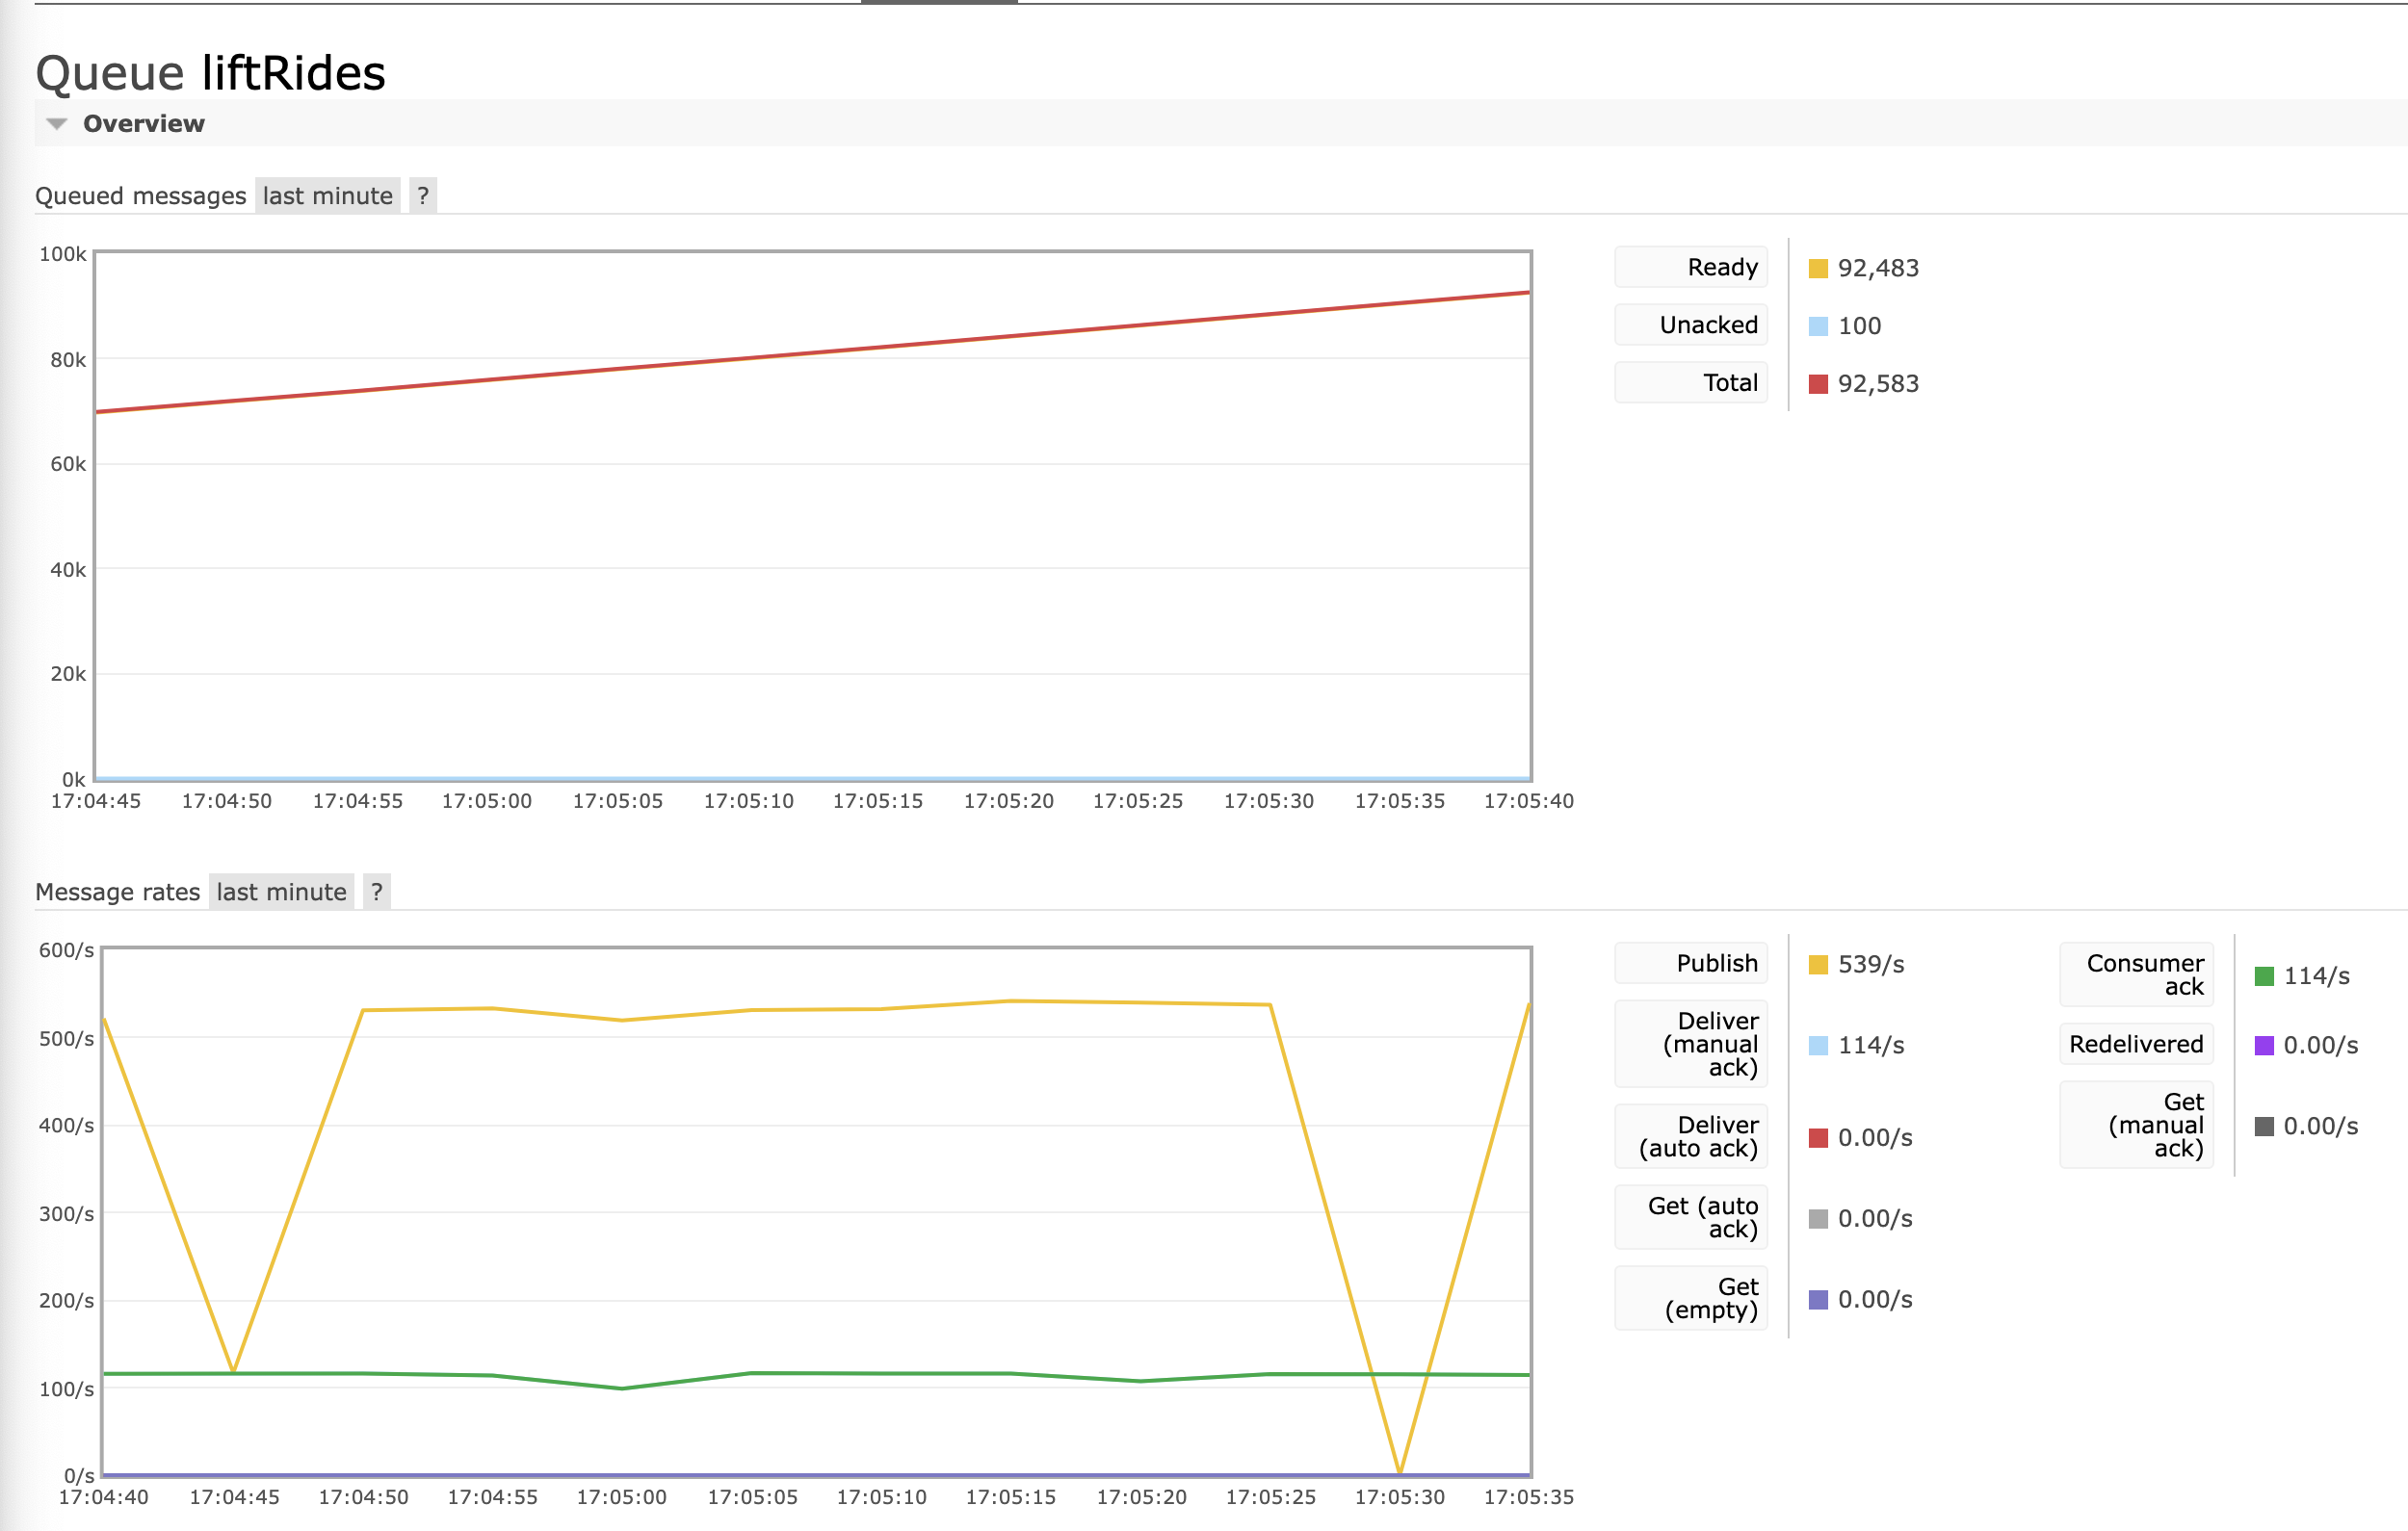 Queue liftRides
Overview
Queued messages last minute ?
100k
80k
60k
40k
20k
0k
17:04:45 17:04:50 17:04:55 17:05:00 17:05:05 17:05:10 17:05:15 17:05:20 17:05:25 17:05:30 17:05:35 17:05:40
Ready 92,483
Unacked 100
Total 92,583
Message rates last minute ?
600/s
500/s
400/s
300/s
200/s
100/s
0/s
17:04:40 17:04:45 17:04:50 17:04:55 17:05:00 17:05:05 17:05:10 17:05:15 17:05:20 17:05:25 17:05:30 17:05:35
Publish 539/s
Deliver
(manual
ack) 114/s
Deliver
(auto ack) 0.00/s
Get (auto
ack) 0.00/s
Get
(empty) 0.00/s
Consumer
ack 114/s
Redelivered 0.00/s
Get
(manual
ack) 0.00/s